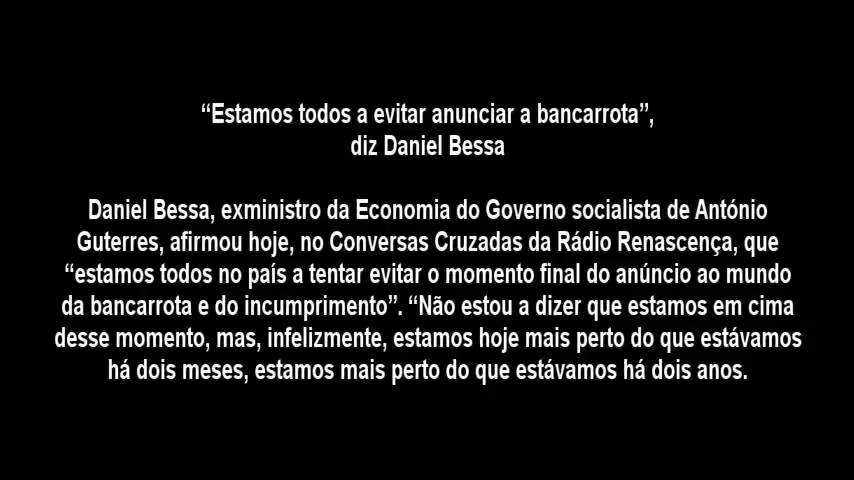 “Estamos todos a evitar anunciar a bancarrota”,
diz Daniel Bessa
Daniel Bessa, exministro da Economia do Governo socialista de António
Guterres, afirmou hoje, no Conversas Cruzadas da Rádio Renascença, que
“estamos todos no país a tentar evitar o momento final do anúncio ao mundo
da bancarrota e do incumprimento”. “Não estou a dizer que estamos em cima
desse momento, mas, infelizmente, estamos hoje mais perto do que estávamos
há dois meses, estamos mais perto do que estávamos há dois anos.